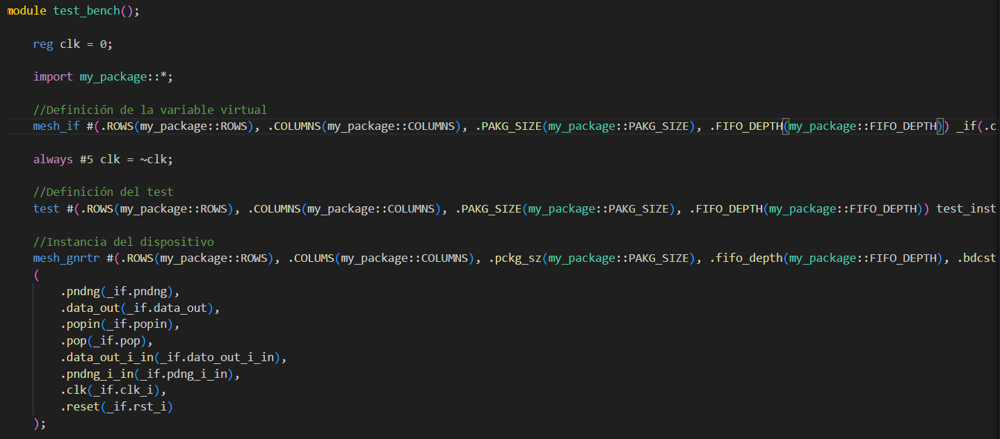 module test_bench();
reg clk = 0;
import my_package::*;
//Definición de la variable virtual
mesh_if #(.ROWS(my_package::ROWS), .COLUMNS(my_package::COLUMNS), .PAKG_SIZE(my_package::PAKG_SIZE), .FIFO_DEPTH(my_package::FIFO_DEPTH)) _if(.c
always #5 clk = ~clk;
//Definición del test
test #(.ROWS(my_package::ROWS), .COLUMNS(my_package::COLUMNS), .PAKG_SIZE(my_package::PAKG_SIZE), .FIFO_DEPTH(my_package::FIFO_DEPTH)) test_inst
//Instancia del dispositivo
mesh_gnrtr #(.ROWS(my_package::ROWS), .COLUMS(my_package::COLUMNS), .pckg_sz(my_package::PAKG_SIZE), .fifo_depth(my_package::FIFO_DEPTH), .bdcst
(
.pndng(_if.pndng),
.data_out(_if.data_out),
.popin(_if.popin),
.pop(_if.pop),
.data_out_i_in(_if.dato_out_i_in),
.pndng_i_in(_if.pdng_i_in),
.clk(_if.clk_i),
.reset(_if.rst_i)
);